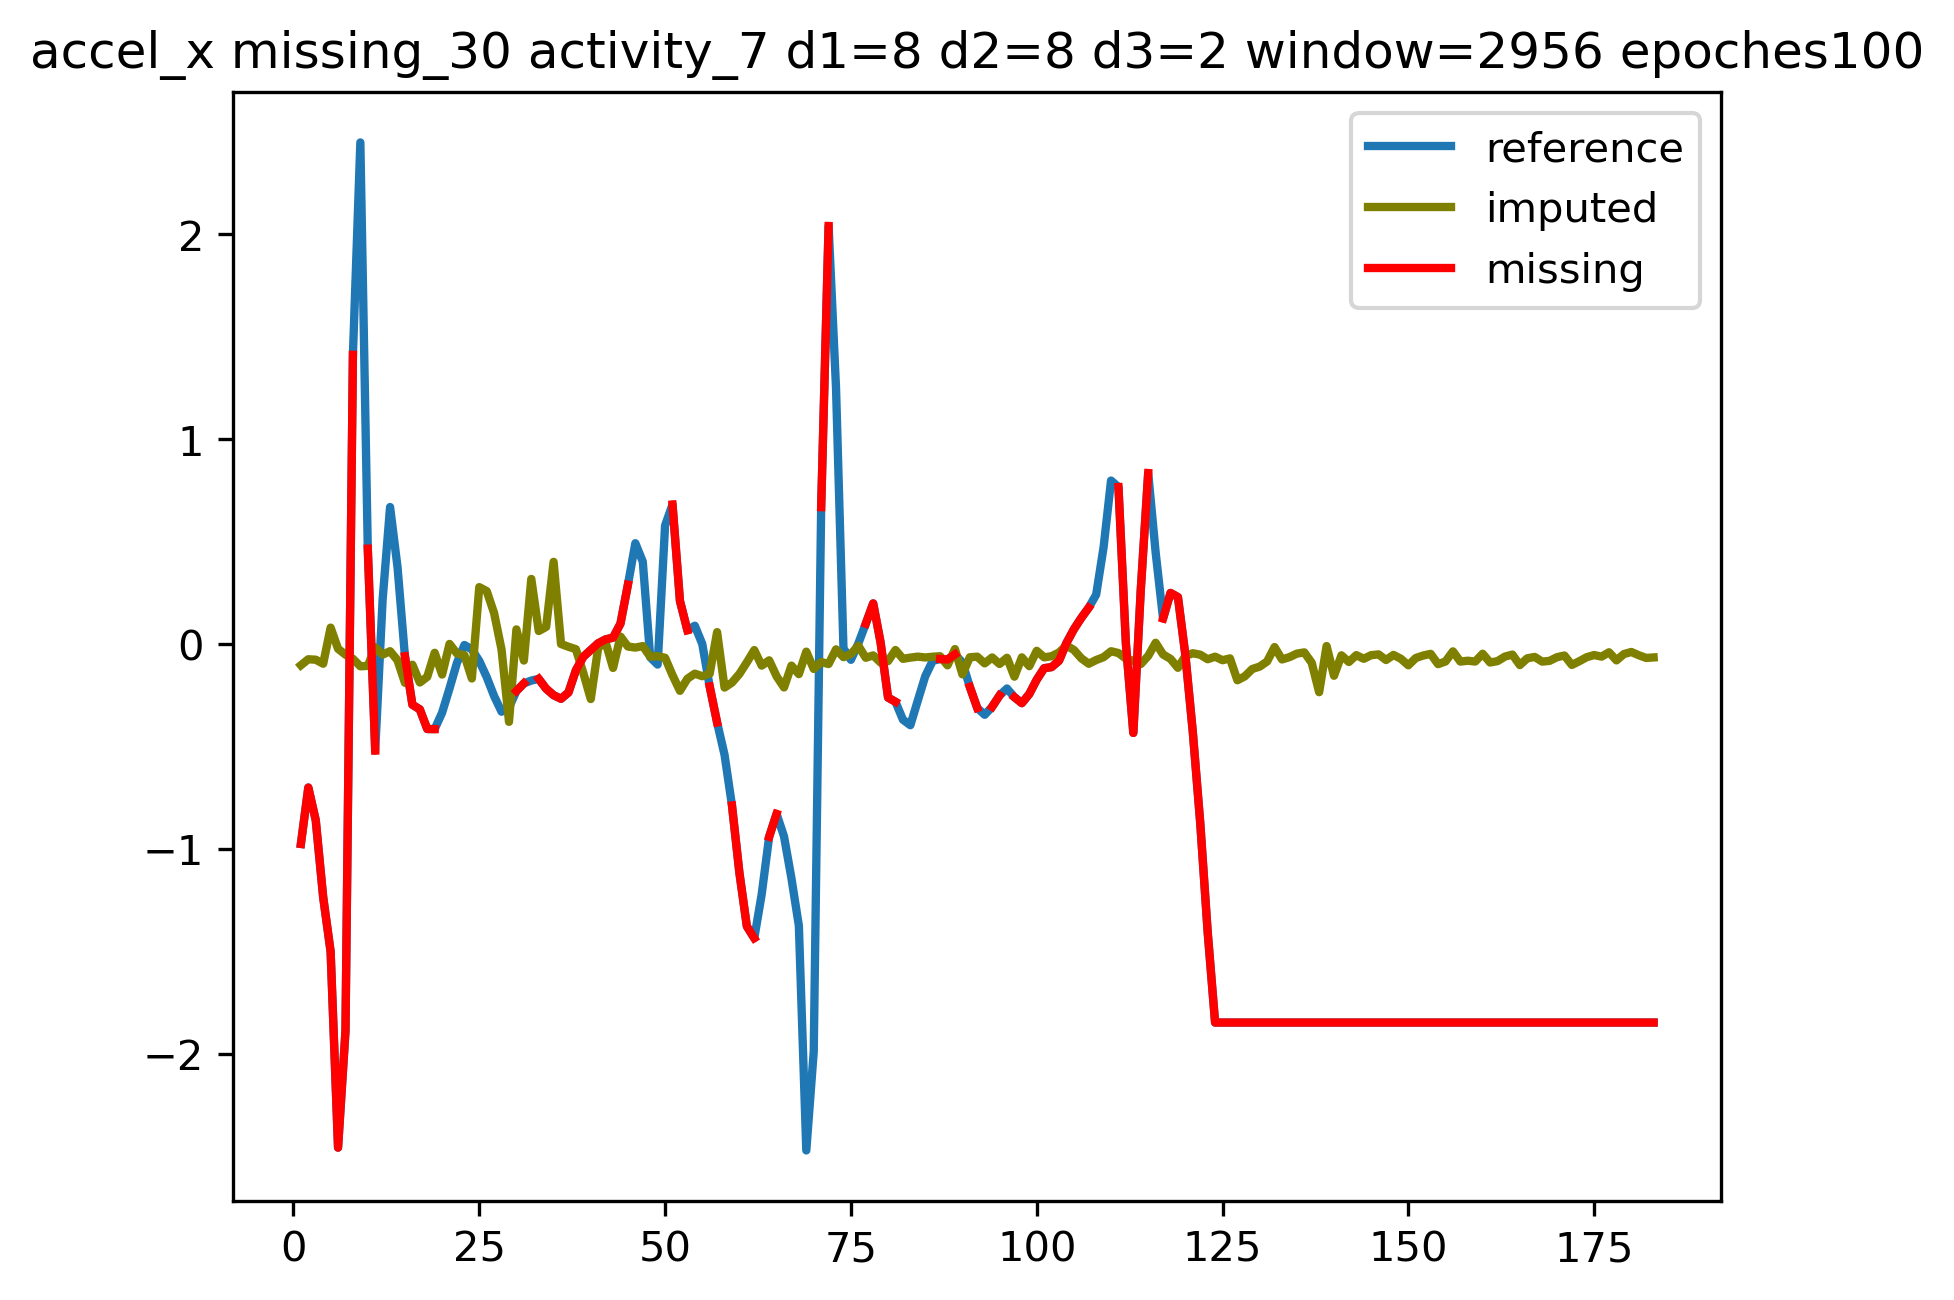 accel_x missing_30 activity_7 d1=8 d2=8 d3=2 window=2956 epoches100
reference
imputed
missing
2
1
0
−1
−2
0 25 50 75 100 125 150 175